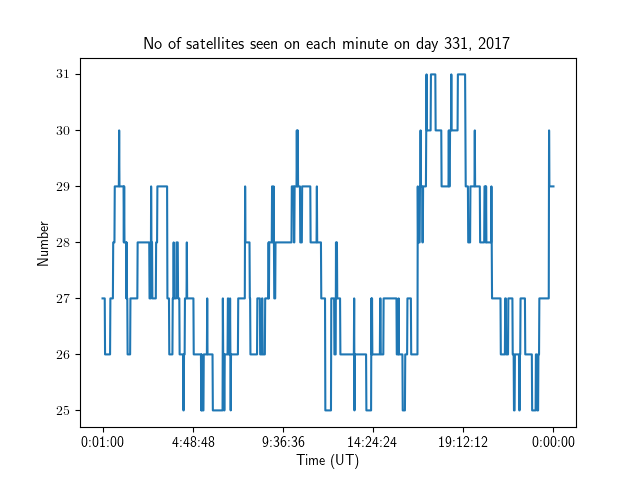 No of satellites seen on each minute on day 331, 2017
31
30
29
28
27
26
25
Number
0:01:00 4:48:48 9:36:36 14:24:24 19:12:12 0:00:00
Time (UT)